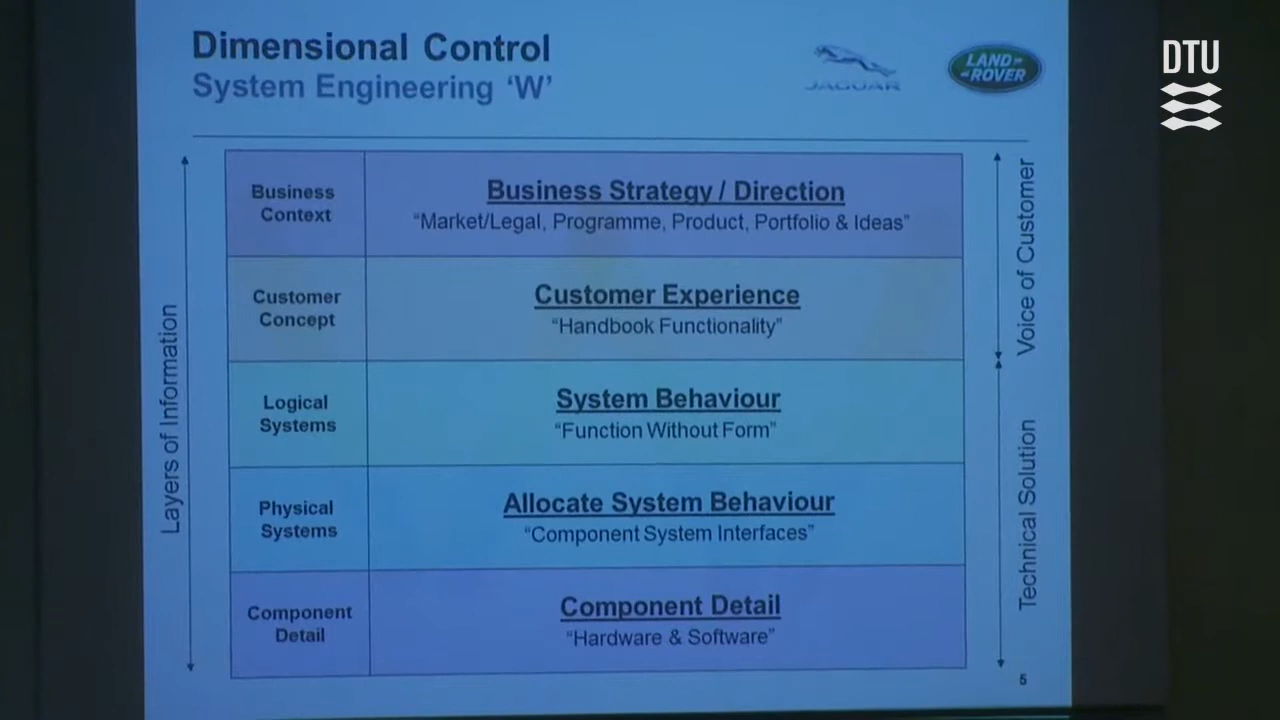 Dimensional Control
System Engineering ‘W’
JAGUAR
LAND-
-ROVER
DTU
Layers of Information
Business
Context
Business Strategy / Direction
“Market/Legal, Programme, Product, Portfolio & Ideas”
Customer
Concept
Customer Experience
“Handbook Functionality”
Logical
Systems
System Behaviour
“Function Without Form”
Physical
Systems
Allocate System Behaviour
“Component System Interfaces”
Component
Detail
Component Detail
“Hardware & Software”
Voice of Customer
Technical Solution
5